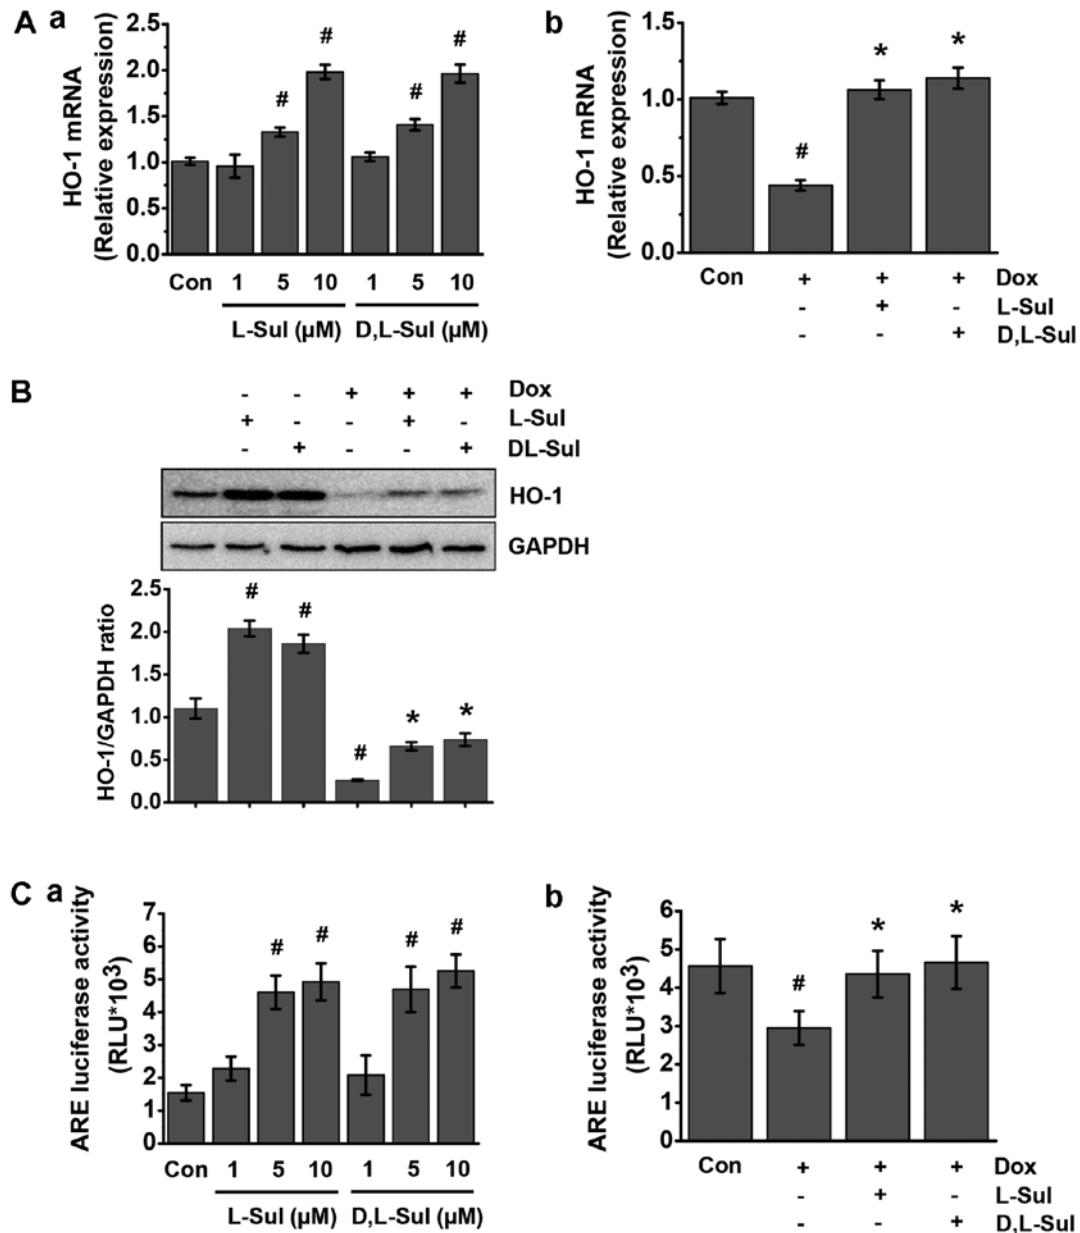 A a
HO-1 mRNA
(Relative expression)
2.5
2.0
1.5
1.0
0.5
0.0
# # # #
Con 1 5 10 1 5 10
L-Sul (µM) D,L-Sul (µM)
b
HO-1 mRNA
(Relative expression)
1.5
1.0
0.5
0.0
# * *
Con + + + Dox
- + - L-Sul
- - + D,L-Sul
B
- - + + + Dox
+ - - + - L-Sul
- + - - + DL-Sul
HO-1
GAPDH
HO-1/GAPDH ratio
2.5
2.0
1.5
1.0
0.5
0.0
# # # * *
C a
ARE luciferase activity
(RLU*10³)
7
6
5
4
3
2
1
0
# # # #
Con 1 5 10 1 5 10
L-Sul (µM) D,L-Sul (µM)
b
ARE luciferase activity
(RLU*10³)
6
5
4
3
2
1
0
# * *
Con + + + Dox
- + - L-Sul
- - + D,L-Sul